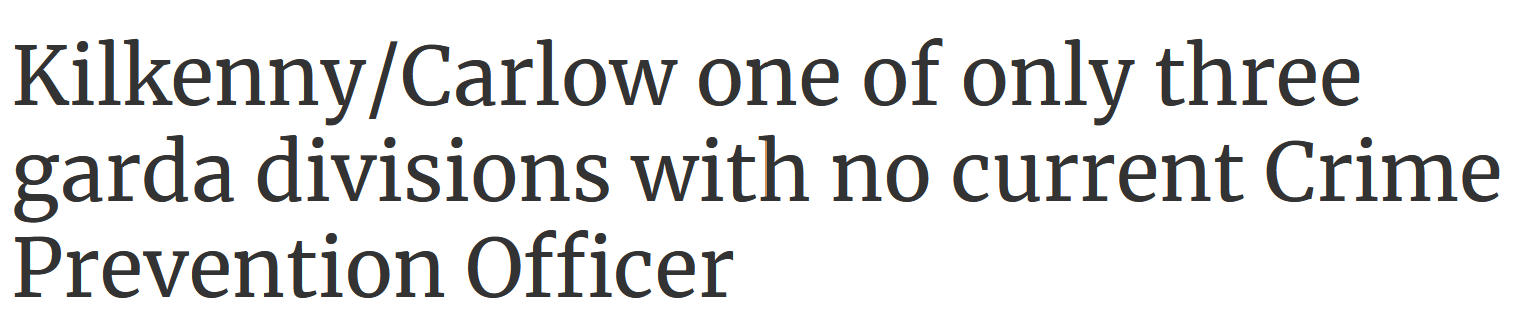 Kilkenny/Carlow one of only three
garda divisions with no current Crime
Prevention Officer